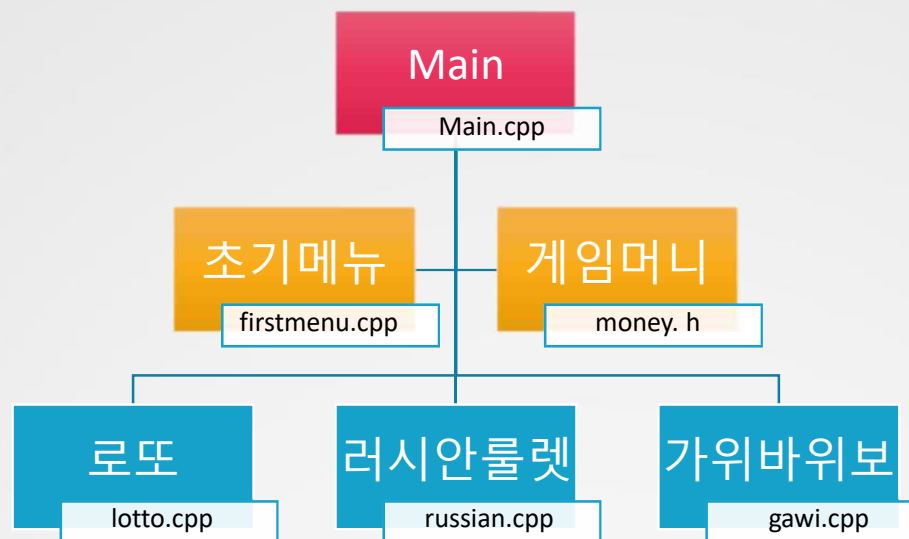 Main
Main.cpp
초기메뉴
firstmenu.cpp
게임머니
money. h
로또
lotto.cpp
러시안룰렛
russian.cpp
가위바위보
gawi.cpp